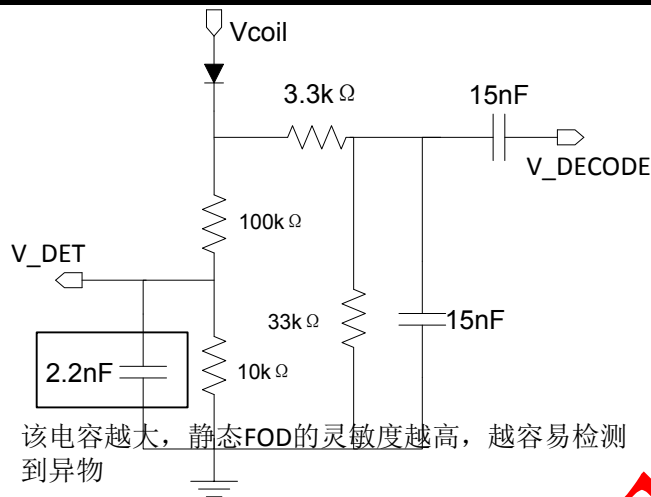 Vcoil
3.3kΩ
15nF
V_DECODE
100kΩ
V_DET
33kΩ
15nF
2.2nF
10kΩ
该电容越大，静态FOD的灵敏度越高，越容易检测
到异物